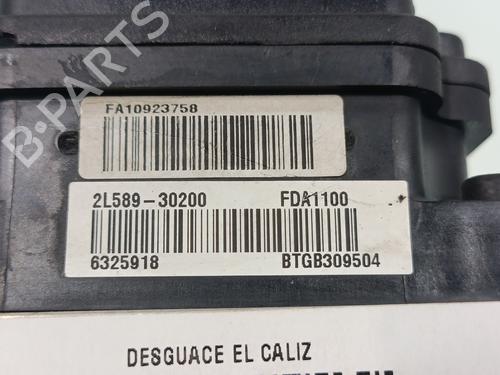 B-PARTS
FA10923758
2L589-30200 FDA1100
6325918 BTGB309504
DESGUACE EL CALIZ